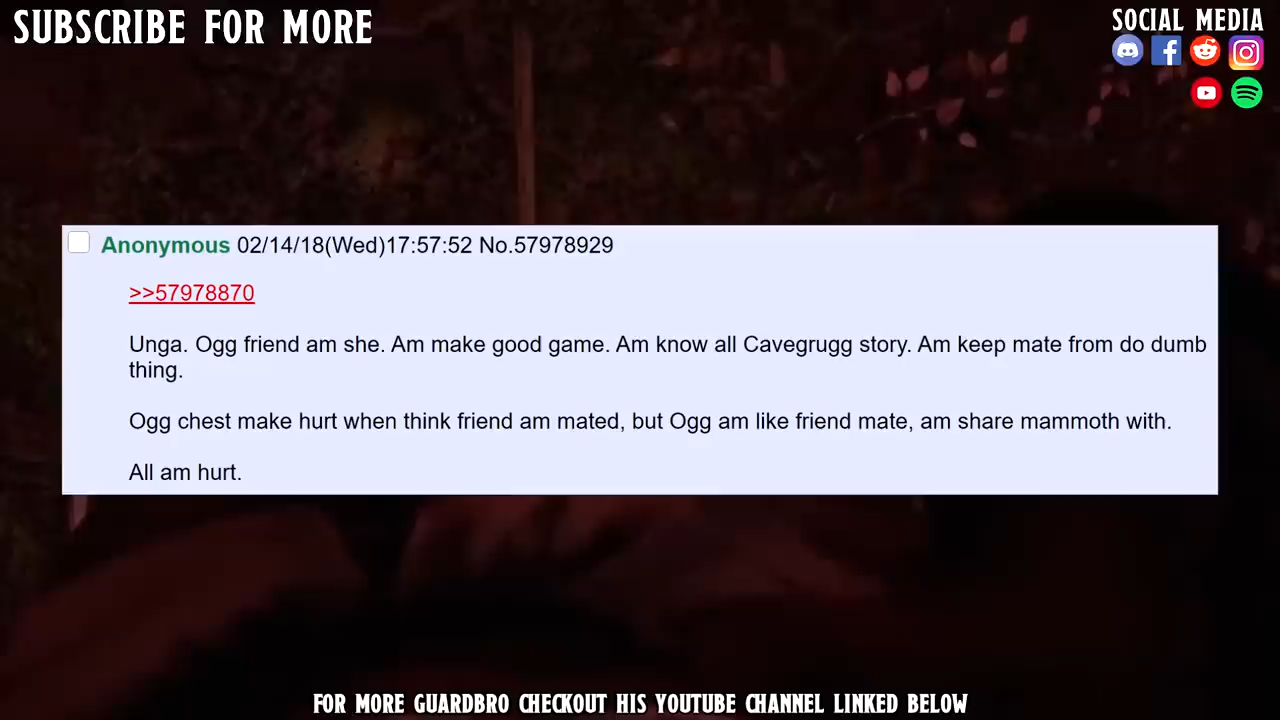 SUBSCRIBE FOR MORE
SOCIAL MEDIA
Anonymous 02/14/18(Wed)17:57:52 No.57978929
>>57978870
Unga. Ogg friend am she. Am make good game. Am know all Cavegrugg story. Am keep mate from do dumb
thing.
Ogg chest make hurt when think friend am mated, but Ogg am like friend mate, am share mammoth with.
All am hurt.
FOR MORE GUARDBRO CHECKOUT HIS YOUTUBE CHANNEL LINKED BELOW